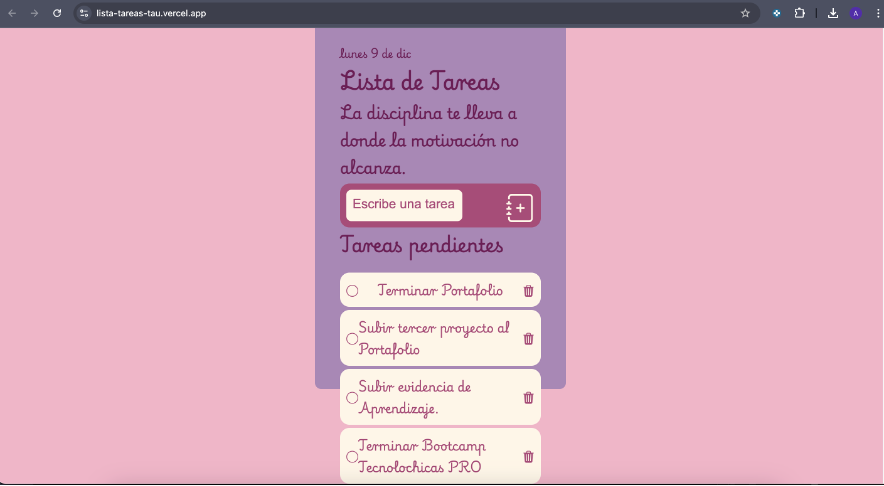 lista-tareas-tau.vercel.app
A
lunes 9 de dic
Lista de Tareas
La disciplina te lleva a
donde la motivación no
alcanza.
Escribe una tarea
Tareas pendientes
Terminar Portafolio
Subir tercer proyecto al
Portafolio
Subir evidencia de
Aprendizaje.
Terminar Bootcamp
Tecnolochicas PRO